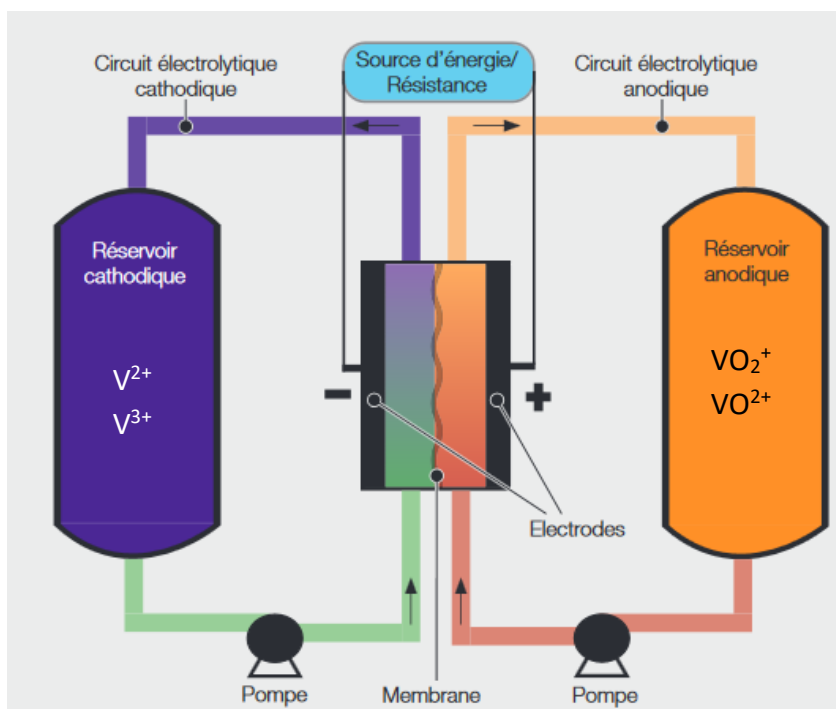 Circuit électrolytique
cathodique
Source d'énergie/
Résistance
Circuit électrolytique
anodique
Réservoir
cathodique
V²⁺
V³⁺
Réservoir
anodique
VO₂⁺
VO²⁺
−
+
Electrodes
Pompe
Membrane
Pompe